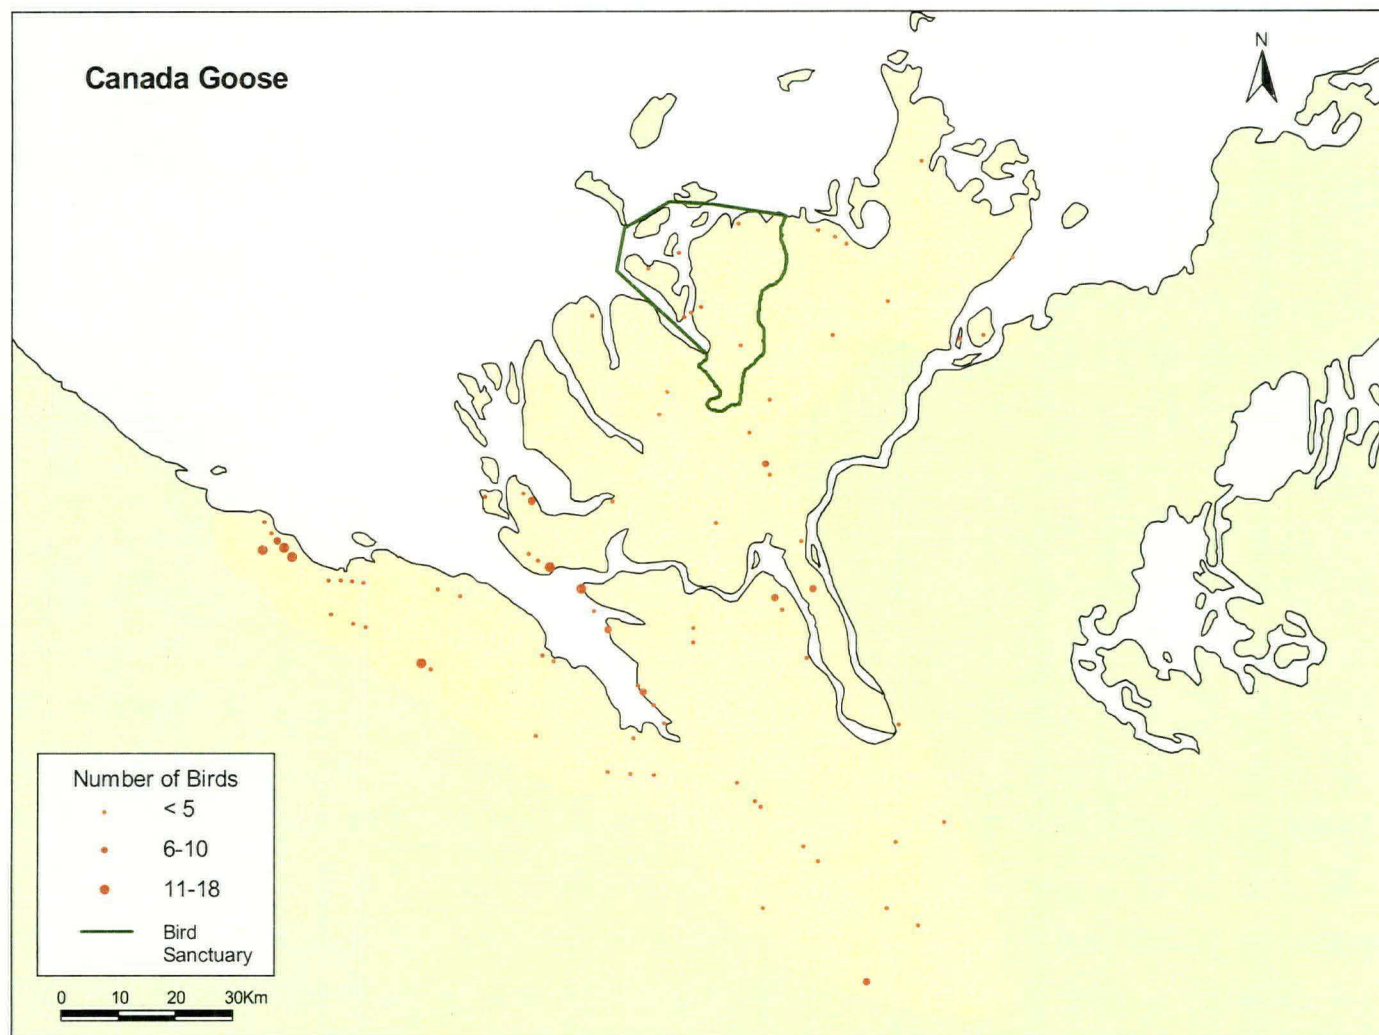 Canada Goose
N
Number of Birds
< 5
6-10
11-18
Bird
Sanctuary
0 10 20 30Km